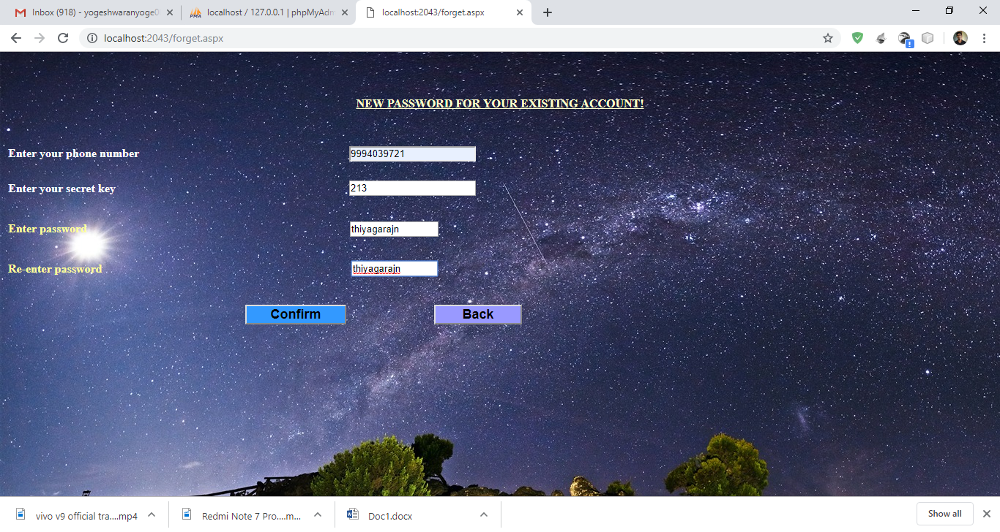 Inbox (918) - yogeshwaranyoge0
localhost / 127.0.0.1 | phpMyAdm
localhost:2043/forget.aspx
localhost:2043/forget.aspx
NEW PASSWORD FOR YOUR EXISTING ACCOUNT!
Enter your phone number 9994039721
Enter your secret key 213
Enter password thiyagarajn
Re-enter password thiyagarajn
Confirm Back
vivo v9 official tra....mp4 Redmi Note 7 Pro....m... Doc1.docx Show all